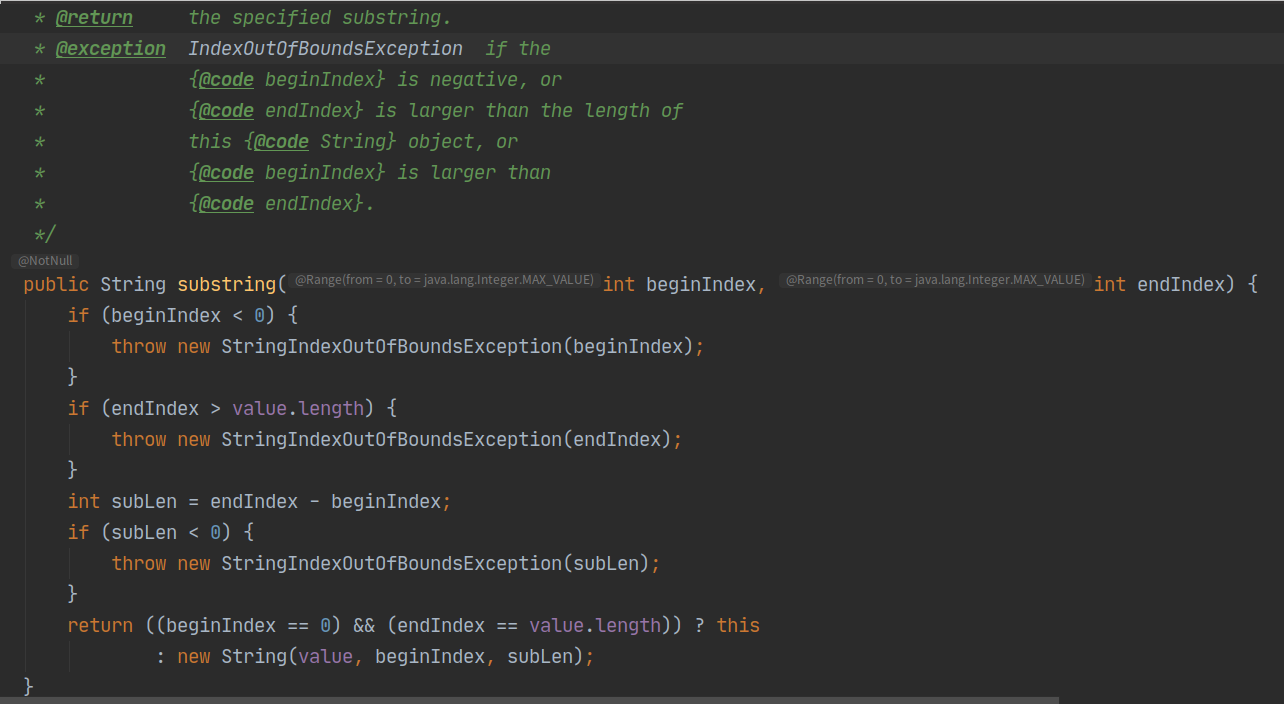 * @return the specified substring.
* @exception IndexOutOfBoundsException if the
* {@code beginIndex} is negative, or
* {@code endIndex} is larger than the length of
* this {@code String} object, or
* {@code beginIndex} is larger than
* {@code endIndex}.
*/
@NotNull
public String substring( @Range(from = 0, to = java.lang.Integer.MAX_VALUE) int beginIndex, @Range(from = 0, to = java.lang.Integer.MAX_VALUE) int endIndex) {
if (beginIndex < 0) {
throw new StringIndexOutOfBoundsException(beginIndex);
}
if (endIndex > value.length) {
throw new StringIndexOutOfBoundsException(endIndex);
}
int subLen = endIndex - beginIndex;
if (subLen < 0) {
throw new StringIndexOutOfBoundsException(subLen);
}
return ((beginIndex == 0) && (endIndex == value.length)) ? this
: new String(value, beginIndex, subLen);
}